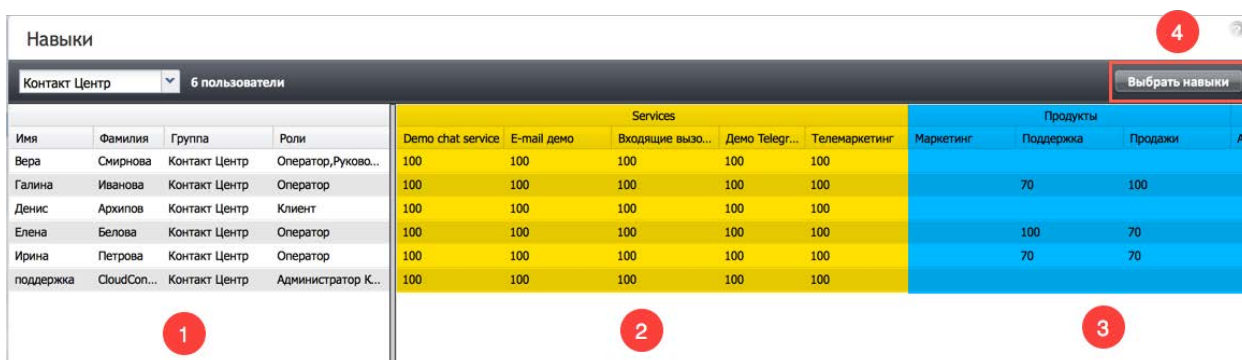 Навыки
4
Контакт Центр 6 пользователи Выбрать навыки
Services Продукты
Имя Фамилия Группа Роли Demo chat service E-mail демо Входящие вызо... Демо Telegr... Телемаркетинг Маркетинг Поддержка Продажи А
Вера Смирнова Контакт Центр Оператор,Руково... 100 100 100 100 100
Галина Иванова Контакт Центр Оператор 100 100 100 100 100 70 100
Денис Архипов Контакт Центр Клиент 100 100 100 100 100
Елена Белова Контакт Центр Оператор 100 100 100 100 100 100 70
Ирина Петрова Контакт Центр Оператор 100 100 100 100 100 70 70
поддержка CloudCon... Контакт Центр Администратор К... 100 100 100 100 100
1 2 3